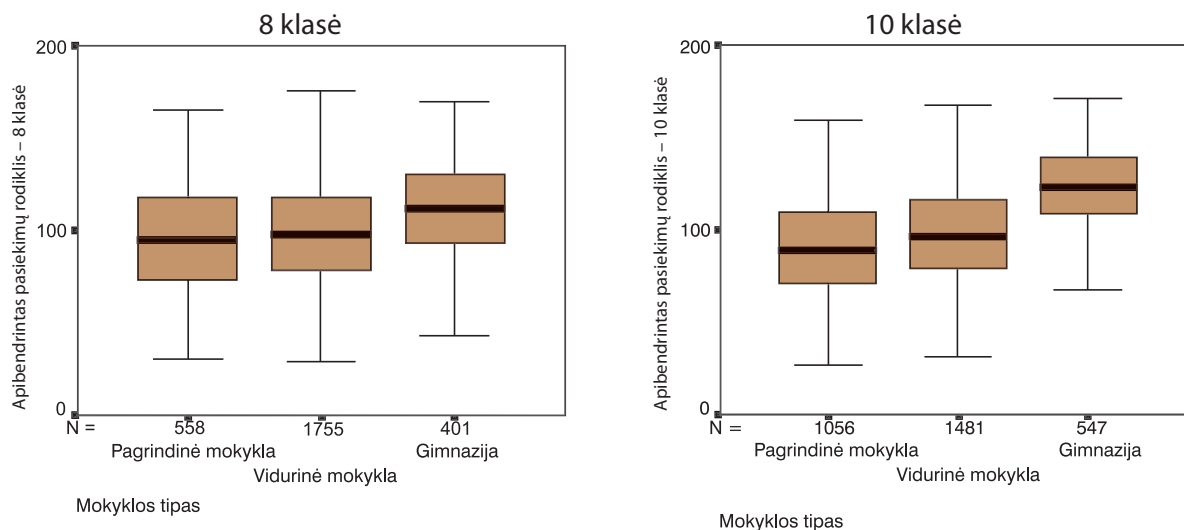 8 klasė
Apibendrintas pasiekimų rodiklis – 8 klasė
200
100
0
N =
558
1755
401
Pagrindinė mokykla
Gimnazija
Vidurinė mokykla
Mokyklos tipas
10 klasė
Apibendrintas pasiekimų rodiklis – 10 klasė
200
100
0
N =
1056
1481
547
Pagrindinė mokykla
Gimnazija
Vidurinė mokykla
Mokyklos tipas